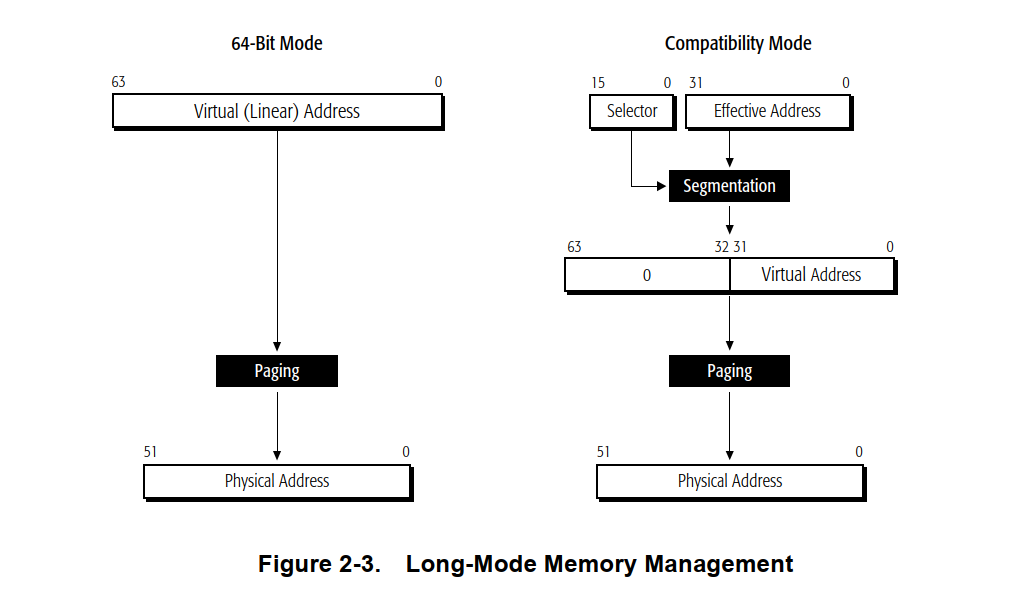 64-Bit Mode
63 0
Virtual (Linear) Address
Paging
51 0
Physical Address
Compatibility Mode
15 0 31 0
Selector Effective Address
Segmentation
63 32 31 0
0 Virtual Address
Paging
51 0
Physical Address
Figure 2-3. Long-Mode Memory Management